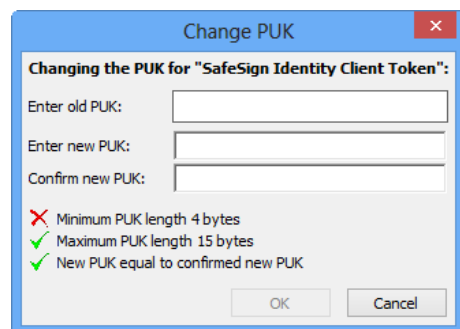 Change PUK
Changing the PUK for "SafeSign Identity Client Token":
Enter old PUK:
Enter new PUK:
Confirm new PUK:
Minimum PUK length 4 bytes
Maximum PUK length 15 bytes
New PUK equal to confirmed new PUK
OK Cancel